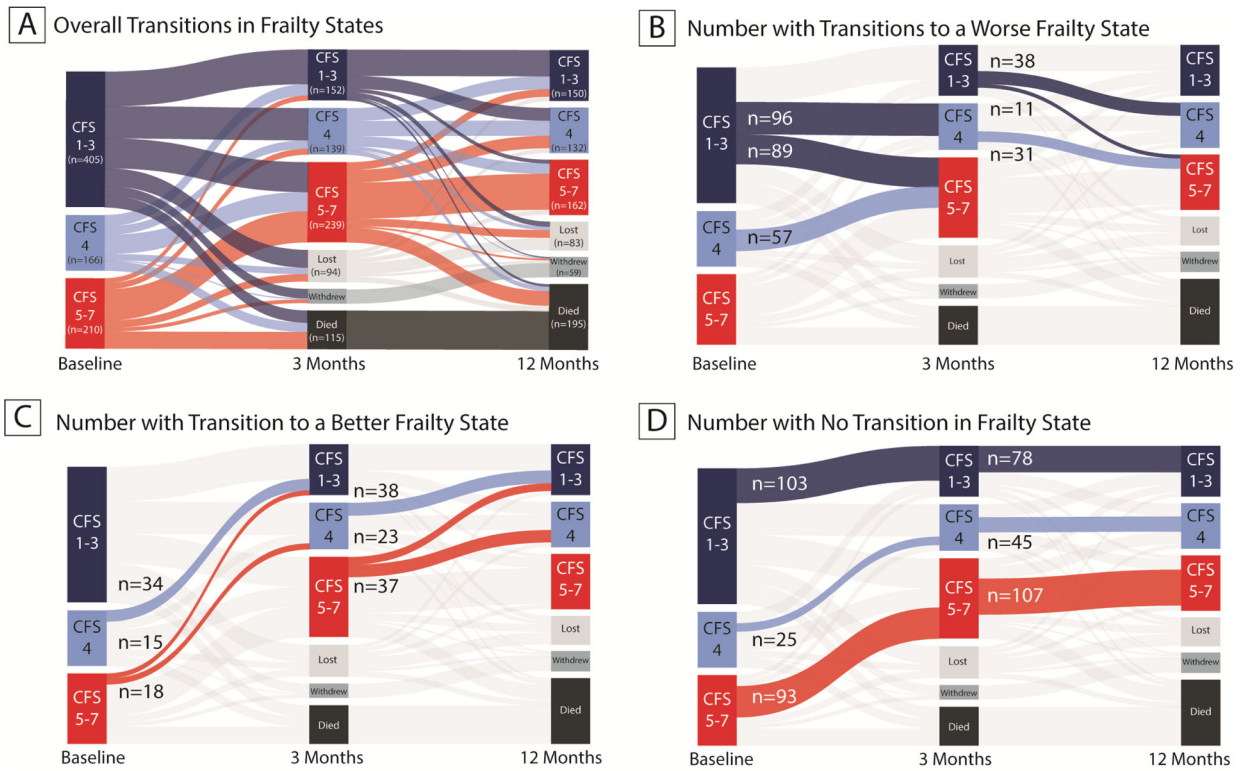 A Overall Transitions in Frailty States
CFS
1-3
(n=405)
CFS
4
(n=166)
CFS
5-7
(n=210)
CFS
1-3
(n=152)
CFS
4
(n=139)
CFS
5-7
(n=239)
Lost
(n=94)
Withdrew
Died
(n=115)
CFS
1-3
(n=150)
CFS
4
(n=132)
CFS
5-7
(n=162)
Lost
(n=83)
Withdrew
(n=59)
Died
(n=195)
Baseline 3 Months 12 Months
B Number with Transitions to a Worse Frailty State
CFS
1-3
CFS
4
CFS
5-7
n=96
n=89
n=57
CFS
1-3
CFS
4
CFS
5-7
Lost
Withdrew
Died
n=38
n=11
n=31
CFS
1-3
CFS
4
CFS
5-7
Lost
Withdrew
Died
Baseline 3 Months 12 Months
C Number with Transition to a Better Frailty State
CFS
1-3
CFS
4
CFS
5-7
n=34
n=15
n=18
CFS
1-3
CFS
4
CFS
5-7
Lost
Withdrew
Died
n=38
n=23
n=37
CFS
1-3
CFS
4
CFS
5-7
Lost
Withdrew
Died
Baseline 3 Months 12 Months
D Number with No Transition in Frailty State
CFS
1-3
CFS
4
CFS
5-7
n=103
n=25
n=93
CFS
1-3
CFS
4
CFS
5-7
Lost
Withdrew
Died
n=78
n=45
n=107
CFS
1-3
CFS
4
CFS
5-7
Lost
Withdrew
Died
Baseline 3 Months 12 Months